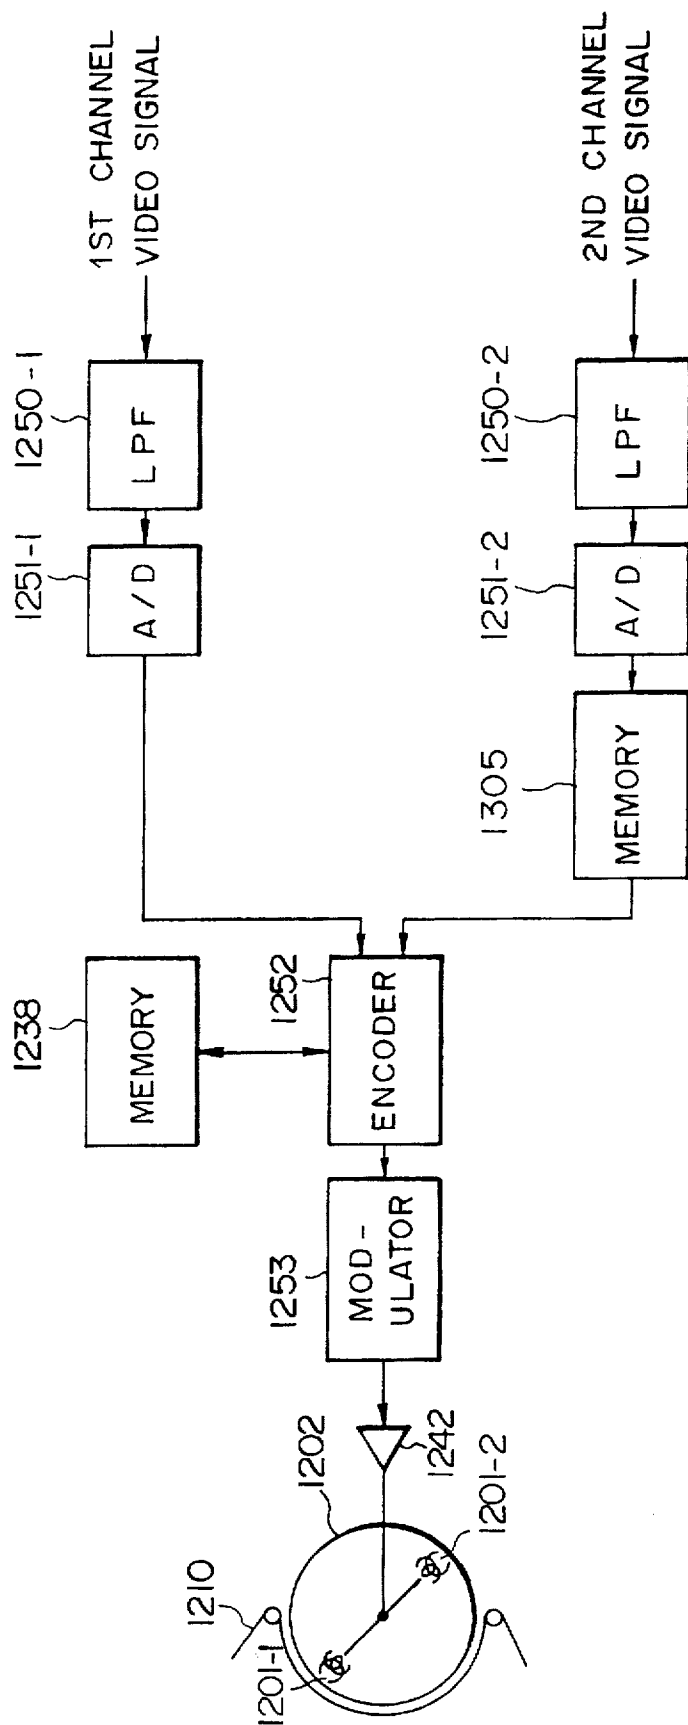 1ST CHANNEL
VIDEO SIGNAL
1250-1
LPF
1251-1
A/D
2ND CHANNEL
VIDEO SIGNAL
1250-2
LPF
1251-2
A/D
1305
MEMORY
1238
MEMORY
1252
ENCODER
1253
MOD-
ULATOR
1242
1202
1210
1201-1
1201-2